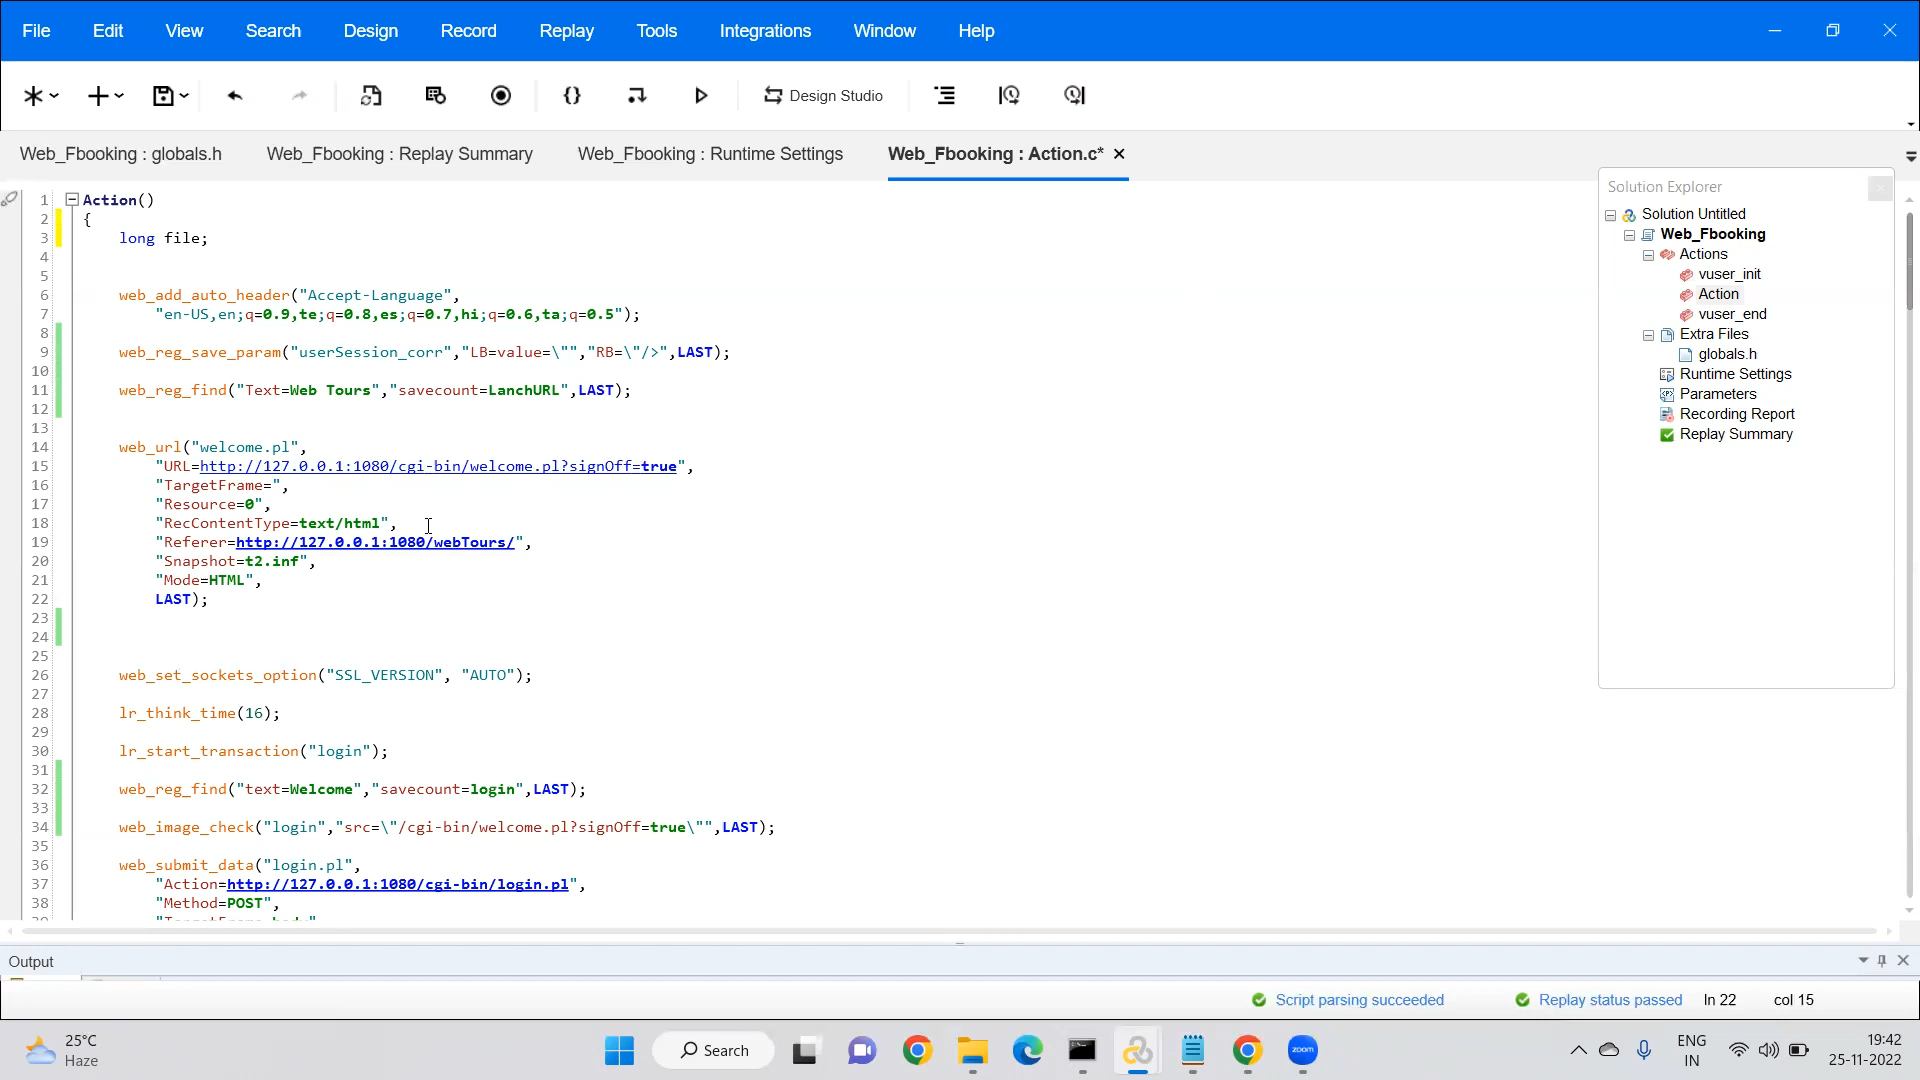 File Edit View Search Design Record Replay Tools Integrations Window Help
Design Studio
Web_Fbooking : globals.h Web_Fbooking : Replay Summary Web_Fbooking : Runtime Settings Web_Fbooking : Action.c*
1 Action()
2 {
3 long file;
4
5
6 web_add_auto_header("Accept-Language",
7 "en-US,en;q=0.9,te;q=0.8,es;q=0.7,hi;q=0.6,ta;q=0.5");
8
9 web_reg_save_param("userSession_corr","LB=value=\"","RB=\"/>",LAST);
10
11 web_reg_find("Text=Web Tours","savecount=LanchURL",LAST);
12
13
14 web_url("welcome.pl",
15 "URL=http://127.0.0.1:1080/cgi-bin/welcome.pl?signOff=true",
16 "TargetFrame=",
17 "Resource=0",
18 "RecContentType=text/html",
19 "Referer=http://127.0.0.1:1080/webTours/",
20 "Snapshot=t2.inf",
21 "Mode=HTML",
22 LAST);
23
24
25
26 web_set_sockets_option("SSL_VERSION", "AUTO");
27
28 lr_think_time(16);
29
30 lr_start_transaction("login");
31
32 web_reg_find("text=Welcome","savecount=login",LAST);
33
34 web_image_check("login","src=\"/cgi-bin/welcome.pl?signOff=true\"",LAST);
35
36 web_submit_data("login.pl",
37 "Action=http://127.0.0.1:1080/cgi-bin/login.pl",
38 "Method=POST",
Solution Explorer
Solution Untitled
Web_Fbooking
Actions
vuser_init
Action
vuser_end
Extra Files
globals.h
Runtime Settings
Parameters
Recording Report
Replay Summary
Output
Script parsing succeeded Replay status passed ln 22 col 15
25°C
Haze
Search
zoom
ENG
IN
19:42
25-11-2022